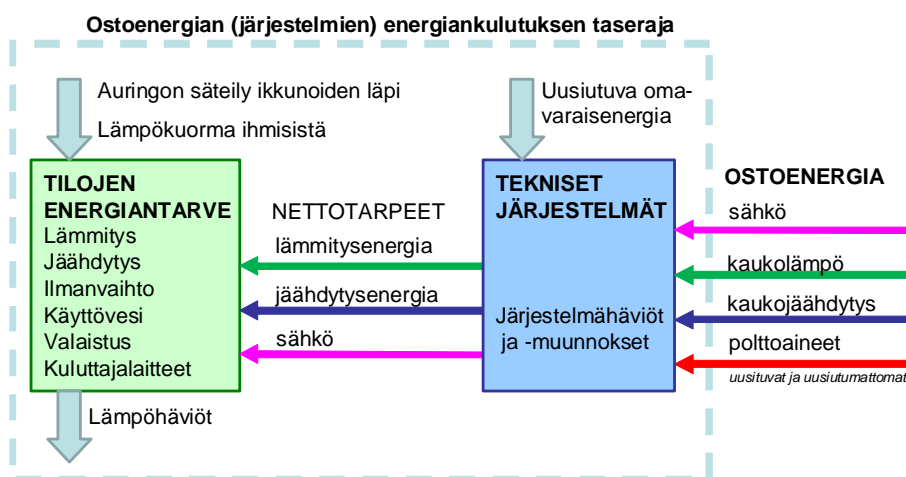 Ostoenergian (järjestelmien) energiankulutuksen taseraja
Auringon säteily ikkunoiden läpi
Lämpökuorma ihmisistä
Uusiutuva oma-
varaisenergia
TILOJEN
ENERGIANTARVE
Lämmitys
Jäähdytys
Ilmanvaihto
Käyttövesi
Valaistus
Kuluttajalaitteet
NETTOTARPEET
lämmitysenergia
jäähdytysenergia
sähkö
TEKNISET
JÄRJESTELMÄT
Järjestelmähäviöt
ja -muunnokset
OSTOENERGIA
sähkö
kaukolämpö
kaukojäähdytys
polttoaineet
uusituvat ja uusiutumattomat
Lämpöhäviöt